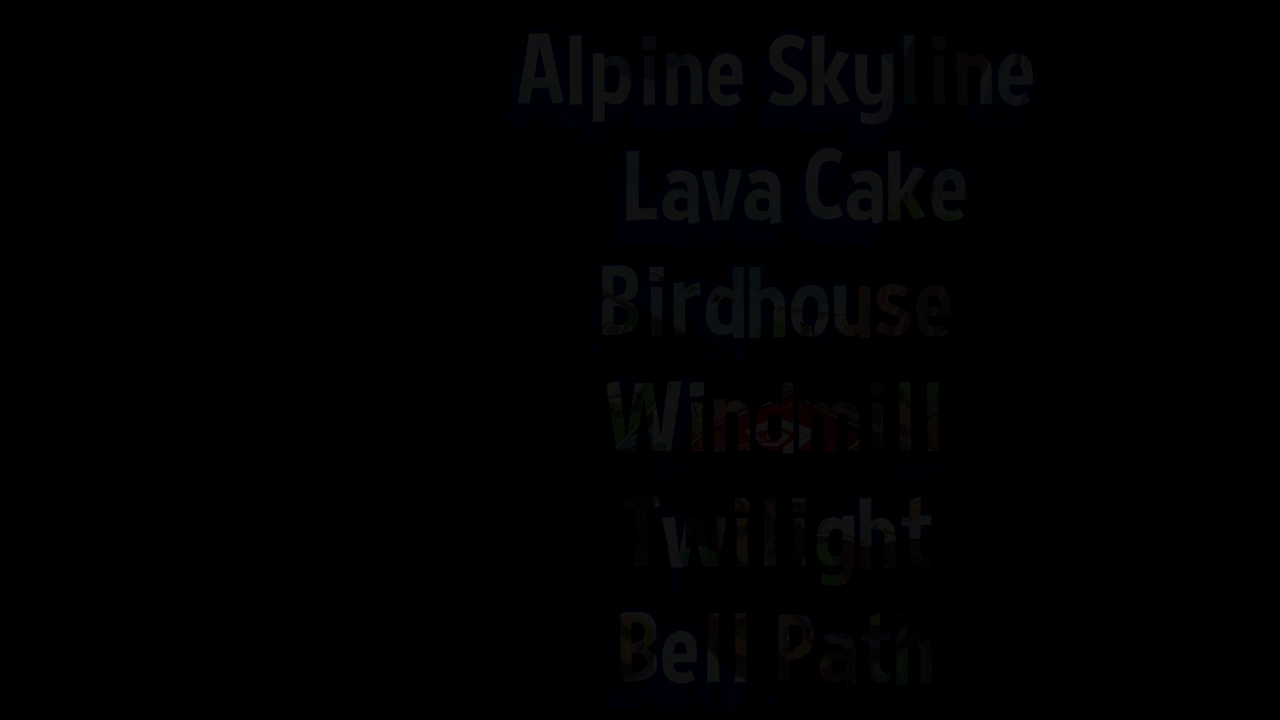 Alpine Skyline
Lava Cake
Birdhouse
Windmill
Twilight
Bell Path